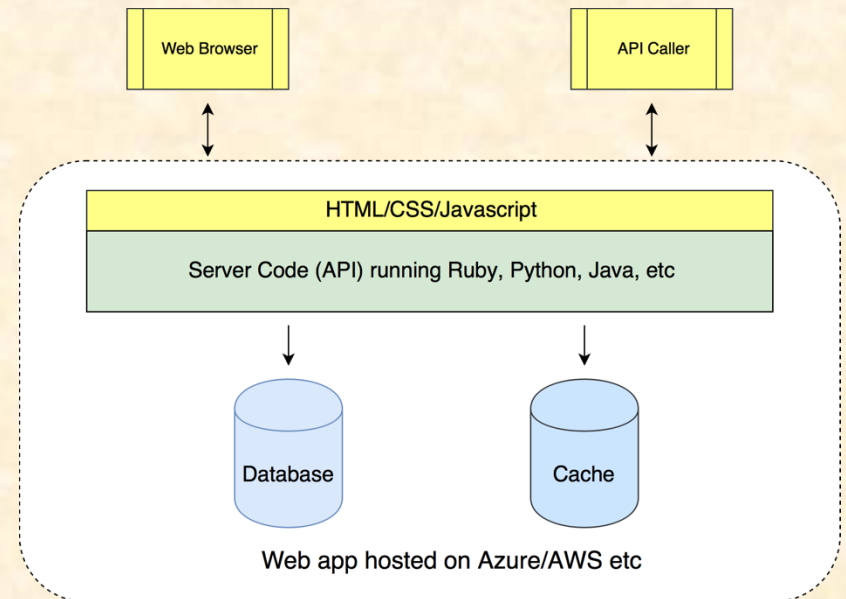 Web Browser
API Caller
HTML/CSS/Javascript
Server Code (API) running Ruby, Python, Java, etc
Database
Cache
Web app hosted on Azure/AWS etc